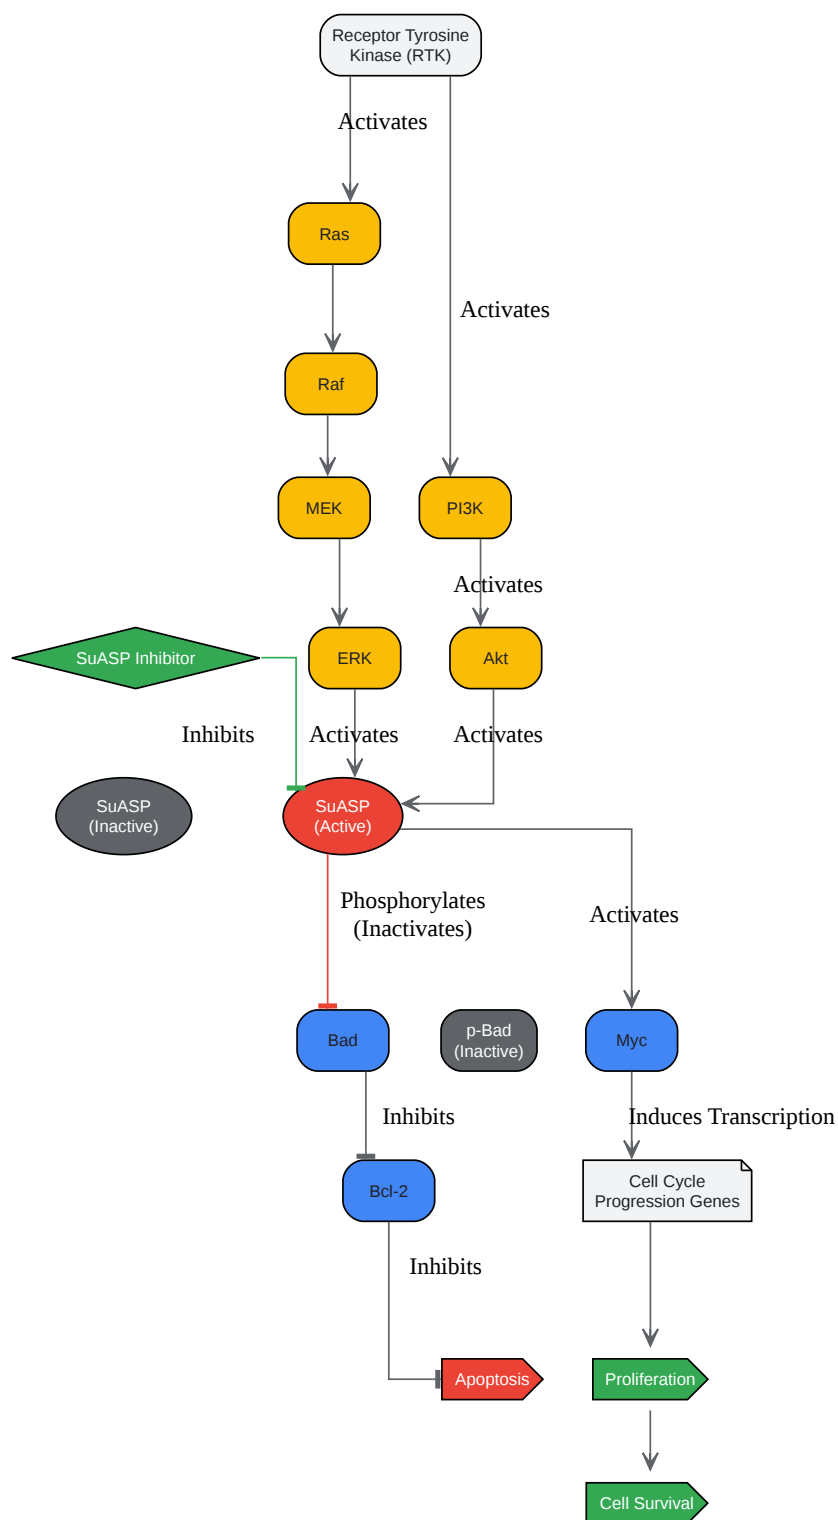 Receptor Tyrosine
Kinase (RTK)
Activates
Ras
Activates
Raf
MEK
PI3K
Activates
SuASP Inhibitor
ERK
Akt
Inhibits
Activates
Activates
SuASP
(Inactive)
SuASP
(Active)
Phosphorylates
(Inactivates)
Activates
Bad
p-Bad
(Inactive)
Myc
Inhibits
Induces Transcription
Bcl-2
Cell Cycle
Progression Genes
Inhibits
Apoptosis
Proliferation
Cell Survival